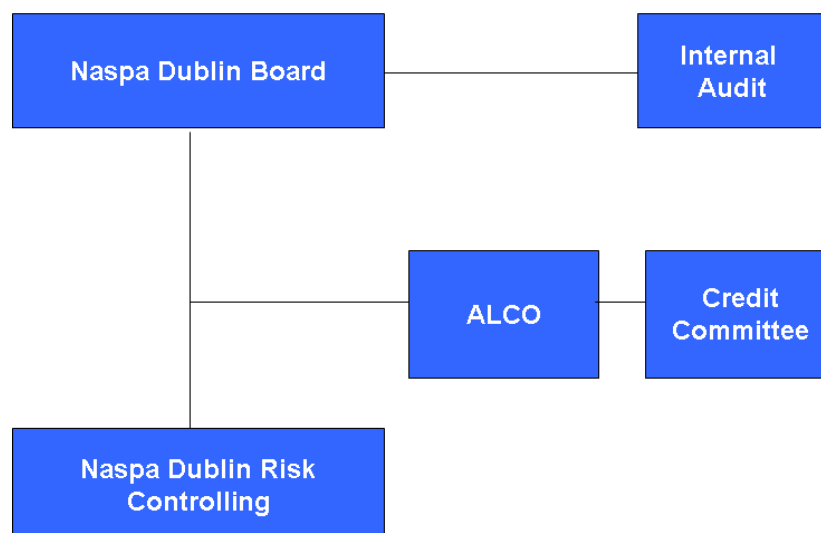 Naspa Dublin Board
Internal
Audit
ALCO
Credit
Committee
Naspa Dublin Risk
Controlling